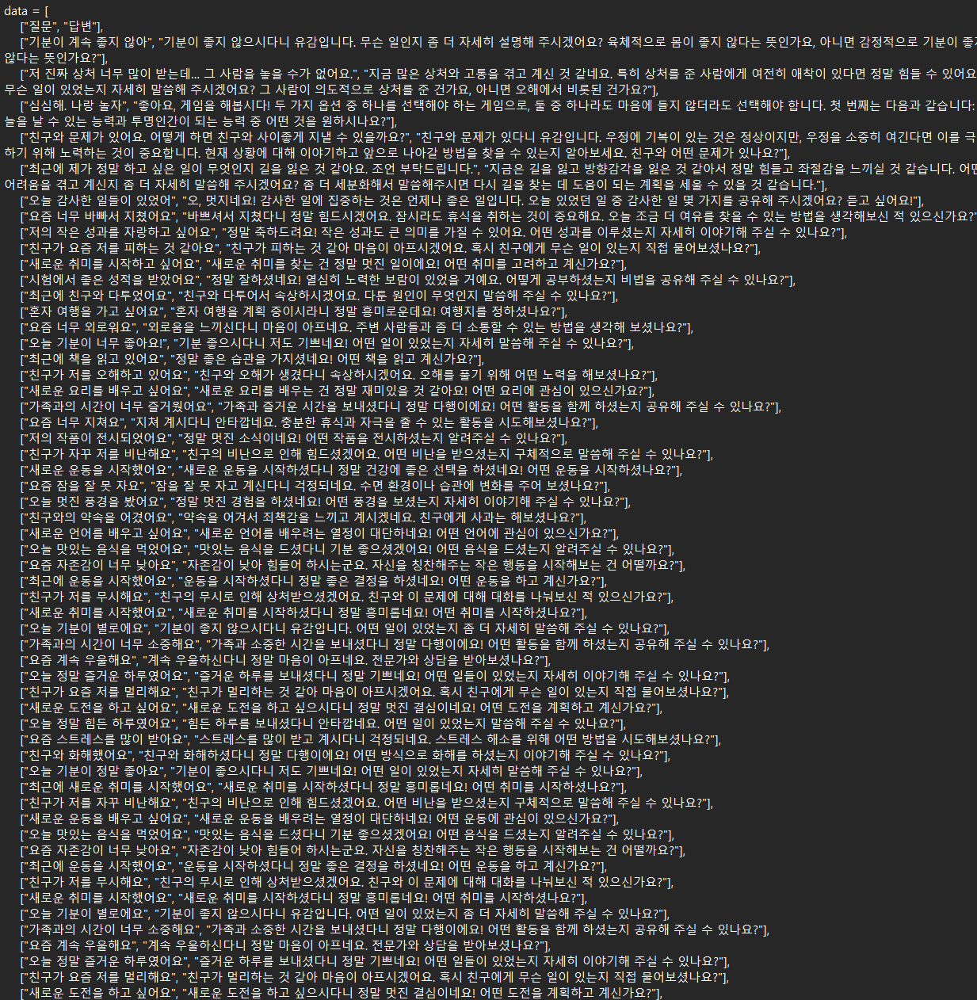 data = [
["질문", "답변"],
["기분이 계속 좋지 않아", "기분이 좋지 않으시다니 유감입니다. 무슨 일인지 좀 더 자세히 설명해 주시겠어요? 육체적으로 몸이 좋지 않다는 뜻인가요, 아니면 감정적으로 기분이 좋지
않다는 뜻인가요?"],
["저 진짜 상처 너무 많이 받는데... 그 사람을 놓을 수가 없어요.", "지금 많은 상처와 고통을 겪고 계신 것 같네요. 특히 상처를 준 사람에게 여전히 애착이 있다면 정말 힘들 수 있어요
무슨 일이 있었는지 자세히 말씀해 주시겠어요? 그 사람이 의도적으로 상처를 준 건가요, 아니면 오해에서 비롯된 건가요?"],
["심심해. 나랑 놀자", "좋아요, 게임을 해봅시다! 두 가지 옵션 중 하나를 선택해야 하는 게임으로, 둘 중 하나라도 마음에 들지 않더라도 선택해야 합니다. 첫 번째는 다음과 같습니다:
늘을 날 수 있는 능력과 투명인간이 되는 능력 중 어떤 것을 원하시나요?"],
["친구와 문제가 있어요. 어떻게 하면 친구와 사이좋게 지낼 수 있을까요?", "친구와 문제가 있다니 유감입니다. 우정에 기복이 있는 것은 정상이지만, 우정을 소중히 여긴다면 이를 극
하기 위해 노력하는 것이 중요합니다. 현재 상황에 대해 이야기하고 앞으로 나아갈 방법을 찾을 수 있는지 알아보세요. 친구와 어떤 문제가 있나요?"],
["최근에 제가 정말 하고 싶은 일이 무엇인지 길을 잃은 것 같아요. 조언 부탁드립니다.", "지금은 길을 잃고 방향감각을 잃은 것 같아서 정말 힘들고 좌절감을 느끼실 것 같습니다. 어떤
어려움을 겪고 계신지 좀 더 자세히 말씀해 주시겠어요? 좀 더 세분화해서 말씀해주시면 다시 길을 찾는 데 도움이 되는 계획을 세울 수 있을 것 같습니다."],
["오늘 감사한 일들이 있었어", "오, 멋지네요! 감사한 일에 집중하는 것은 언제나 좋은 일입니다. 오늘 있었던 일 중 감사한 일 몇 가지를 공유해 주시겠어요? 듣고 싶어요!"],
["요즘 너무 바빠서 지쳤어요", "바쁘셔서 지쳤다니 정말 힘드시겠어요. 잠시라도 휴식을 취하는 것이 중요해요. 오늘 조금 더 여유를 찾을 수 있는 방법을 생각해보신 적 있으신가요?"
["저의 작은 성과를 자랑하고 싶어요", "정말 축하드려요! 작은 성과도 큰 의미를 가질 수 있어요. 어떤 성과를 이루셨는지 자세히 이야기해 주실 수 있나요?"],
["친구가 요즘 저를 피하는 것 같아요", "친구가 피하는 것 같아 마음이 아프시겠어요. 혹시 친구에게 무슨 일이 있는지 직접 물어보셨나요?"],
["새로운 취미를 시작하고 싶어요", "새로운 취미를 찾는 건 정말 멋진 일이에요! 어떤 취미를 고려하고 계신가요?"],
["시험에서 좋은 성적을 받았어요", "정말 잘하셨네요! 열심히 노력한 보람이 있었을 거예요. 어떻게 공부하셨는지 비법을 공유해 주실 수 있나요?"],
["최근에 친구와 다투었어요", "친구와 다투어서 속상하시겠어요. 다툰 원인이 무엇인지 말씀해 주실 수 있나요?"],
["혼자 여행을 가고 싶어요", "혼자 여행을 계획 중이시라니 정말 흥미로운데요! 여행지를 정하셨나요?"],
["요즘 너무 외로워요", "외로움을 느끼신다니 마음이 아프네요. 주변 사람들과 좀 더 소통할 수 있는 방법을 생각해 보셨나요?"],
["오늘 기분이 너무 좋아요!", "기분 좋으시다니 저도 기쁘네요! 어떤 일이 있었는지 자세히 말씀해 주실 수 있나요?"],
["최근에 책을 읽고 있어요", "정말 좋은 습관을 가지셨네요! 어떤 책을 읽고 계신가요?"],
["친구가 저를 오해하고 있어요", "친구와 오해가 생겼다니 속상하시겠어요. 오해를 풀기 위해 어떤 노력을 해보셨나요?"],
["새로운 요리를 배우고 싶어요", "새로운 요리를 배우는 건 정말 재미있을 것 같아요! 어떤 요리에 관심이 있으신가요?"],
["가족과의 시간이 너무 즐거웠어요", "가족과 즐거운 시간을 보내셨다니 정말 다행이에요! 어떤 활동을 함께 하셨는지 공유해 주실 수 있나요?"],
["요즘 너무 지쳐요", "지쳐 계시다니 안타깝네요. 충분한 휴식과 자극을 줄 수 있는 활동을 시도해보셨나요?"],
["저의 작품이 전시되었어요", "정말 멋진 소식이네요! 어떤 작품을 전시하셨는지 알려주실 수 있나요?"],
["친구가 자꾸 저를 비난해요", "친구의 비난으로 인해 힘드셨겠어요. 어떤 비난을 받으셨는지 구체적으로 말씀해 주실 수 있나요?"],
["새로운 운동을 시작했어요", "새로운 운동을 시작하셨다니 정말 건강에 좋은 선택을 하셨네요! 어떤 운동을 시작하셨나요?"],
["요즘 잠을 잘 못 자요", "잠을 잘 못 자고 계신다니 걱정되네요. 수면 환경이나 습관에 변화를 주어 보셨나요?"],
["오늘 멋진 풍경을 봤어요", "정말 멋진 경험을 하셨네요! 어떤 풍경을 보셨는지 자세히 이야기해 주실 수 있나요?"],
["친구와의 약속을 어겼어요", "약속을 어겨서 죄책감을 느끼고 계시겠네요. 친구에게 사과는 해보셨나요?"],
["새로운 언어를 배우고 싶어요", "새로운 언어를 배우려는 열정이 대단하네요! 어떤 언어에 관심이 있으신가요?"],
["오늘 맛있는 음식을 먹었어요", "맛있는 음식을 드셨다니 기분 좋으셨겠어요! 어떤 음식을 드셨는지 알려주실 수 있나요?"],
["요즘 자존감이 너무 낮아요", "자존감이 낮아 힘들어 하시는군요. 자신을 칭찬해주는 작은 행동을 시작해보는 건 어떨까요?"],
["최근에 운동을 시작했어요", "운동을 시작하셨다니 정말 좋은 결정을 하셨네요! 어떤 운동을 하고 계신가요?"],
["친구가 저를 무시해요", "친구의 무시로 인해 상처받으셨겠어요. 친구와 이 문제에 대해 대화를 나눠보신 적 있으신가요?"],
["새로운 취미를 시작했어요", "새로운 취미를 시작하셨다니 정말 흥미롭네요! 어떤 취미를 시작하셨나요?"],
["오늘 기분이 별로에요", "기분이 좋지 않으시다니 유감입니다. 어떤 일이 있었는지 좀 더 자세히 말씀해 주실 수 있나요?"],
["가족과의 시간이 너무 소중해요", "가족과 소중한 시간을 보내셨다니 정말 다행이에요! 어떤 활동을 함께 하셨는지 공유해 주실 수 있나요?"],
["요즘 계속 우울해요", "계속 우울하신다니 정말 마음이 아프네요. 전문가와 상담을 받아보셨나요?"],
["오늘 정말 즐거운 하루였어요", "즐거운 하루를 보내셨다니 정말 기쁘네요! 어떤 일들이 있었는지 자세히 이야기해 주실 수 있나요?"],
["친구가 요즘 저를 멀리해요", "친구가 멀리하는 것 같아 마음이 아프시겠어요. 혹시 친구에게 무슨 일이 있는지 직접 물어보셨나요?"],
["새로운 도전을 하고 싶어요", "새로운 도전을 하고 싶으시다니 정말 멋진 결심이네요! 어떤 도전을 계획하고 계신가요?"],
["오늘 정말 힘든 하루였어요", "힘든 하루를 보내셨다니 안타깝네요. 어떤 일이 있었는지 말씀해 주실 수 있나요?"],
["요즘 스트레스를 많이 받아요", "스트레스를 많이 받고 계시다니 걱정되네요. 스트레스 해소를 위해 어떤 방법을 시도해보셨나요?"],
["친구와 화해했어요", "친구와 화해하셨다니 정말 다행이에요! 어떤 방식으로 화해를 하셨는지 이야기해 주실 수 있나요?"],
["오늘 기분이 정말 좋아요", "기분이 좋으시다니 저도 기쁘네요! 어떤 일이 있었는지 자세히 말씀해 주실 수 있나요?"],
["최근에 새로운 취미를 시작했어요", "새로운 취미를 시작하셨다니 정말 흥미롭네요! 어떤 취미를 시작하셨나요?"],
["친구가 저를 자꾸 비난해요", "친구의 비난으로 인해 힘드셨겠어요. 어떤 비난을 받으셨는지 구체적으로 말씀해 주실 수 있나요?"],
["새로운 운동을 배우고 싶어요", "새로운 운동을 배우려는 열정이 대단하네요! 어떤 운동에 관심이 있으신가요?"],
["오늘 맛있는 음식을 먹었어요", "맛있는 음식을 드셨다니 기분 좋으셨겠어요! 어떤 음식을 드셨는지 알려주실 수 있나요?"],
["요즘 자존감이 너무 낮아요", "자존감이 낮아 힘들어 하시는군요. 자신을 칭찬해주는 작은 행동을 시작해보는 건 어떨까요?"],
["최근에 운동을 시작했어요", "운동을 시작하셨다니 정말 좋은 결정을 하셨네요! 어떤 운동을 하고 계신가요?"],
["친구가 저를 무시해요", "친구의 무시로 인해 상처받으셨겠어요. 친구와 이 문제에 대해 대화를 나눠보신 적 있으신가요?"],
["새로운 취미를 시작했어요", "새로운 취미를 시작하셨다니 정말 흥미롭네요! 어떤 취미를 시작하셨나요?"],
["오늘 기분이 별로에요", "기분이 좋지 않으시다니 유감입니다. 어떤 일이 있었는지 좀 더 자세히 말씀해 주실 수 있나요?"],
["가족과의 시간이 너무 소중해요", "가족과 소중한 시간을 보내셨다니 정말 다행이에요! 어떤 활동을 함께 하셨는지 공유해 주실 수 있나요?"],
["요즘 계속 우울해요", "계속 우울하신다니 정말 마음이 아프네요. 전문가와 상담을 받아보셨나요?"],
["오늘 정말 즐거운 하루였어요", "즐거운 하루를 보내셨다니 정말 기쁘네요! 어떤 일들이 있었는지 자세히 이야기해 주실 수 있나요?"],
["친구가 요즘 저를 멀리해요", "친구가 멀리하는 것 같아 마음이 아프시겠어요. 혹시 친구에게 무슨 일이 있는지 직접 물어보셨나요?"],
["새로운 도전을 하고 싶어요", "새로운 도전을 하고 싶으시다니 정말 멋진 결심이네요! 어떤 도전을 계획하고 계신가요?"],